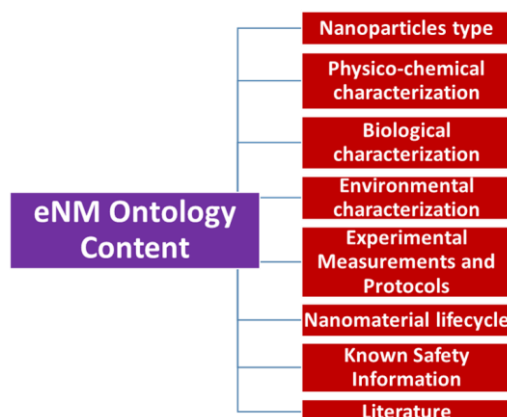 Nanoparticles type
Physico-chemical
characterization
Biological
characterization
eNM Ontology
Content
Environmental
characterization
Experimental
Measurements and
Protocols
Nanomaterial lifecycle
Known Safety
Information
Literature